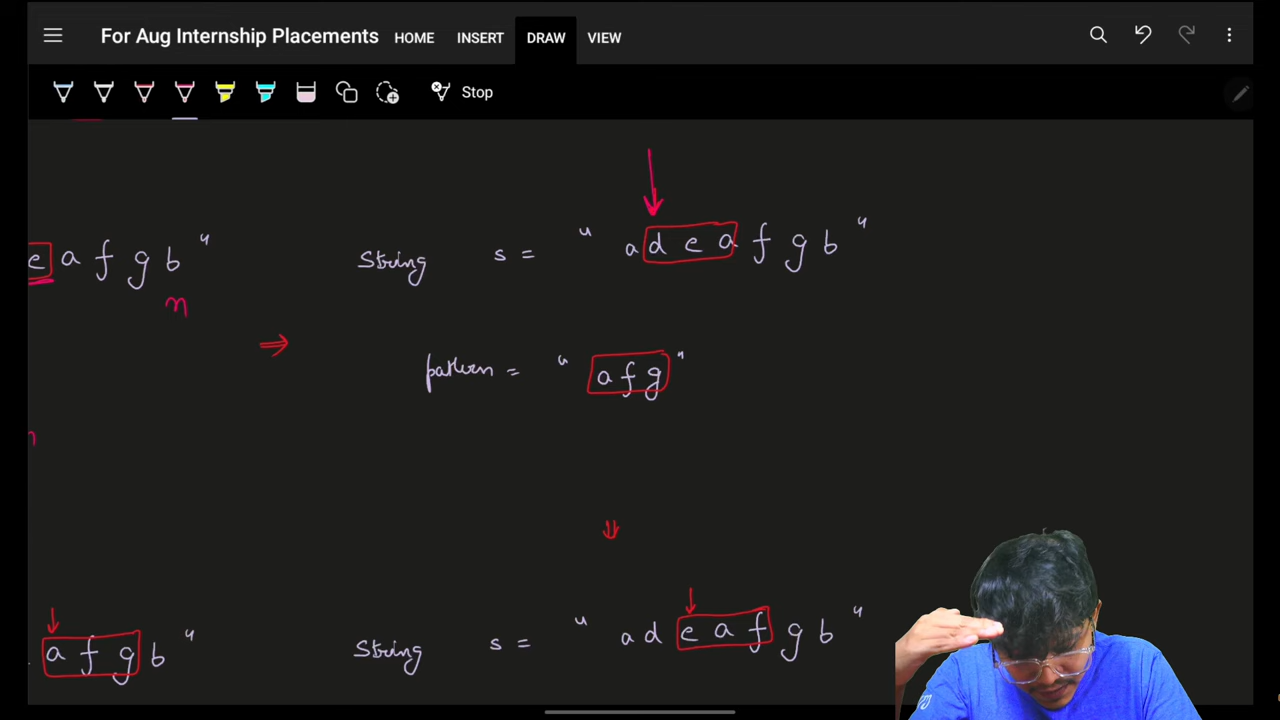 For Aug Internship Placements HOME INSERT DRAW VIEW
Stop
e a f g b "
String s = " a d e a f g b "
n
⇒
pattern = " a f g "
n
⇓
a f g b "
String s = " a d e a f g b "